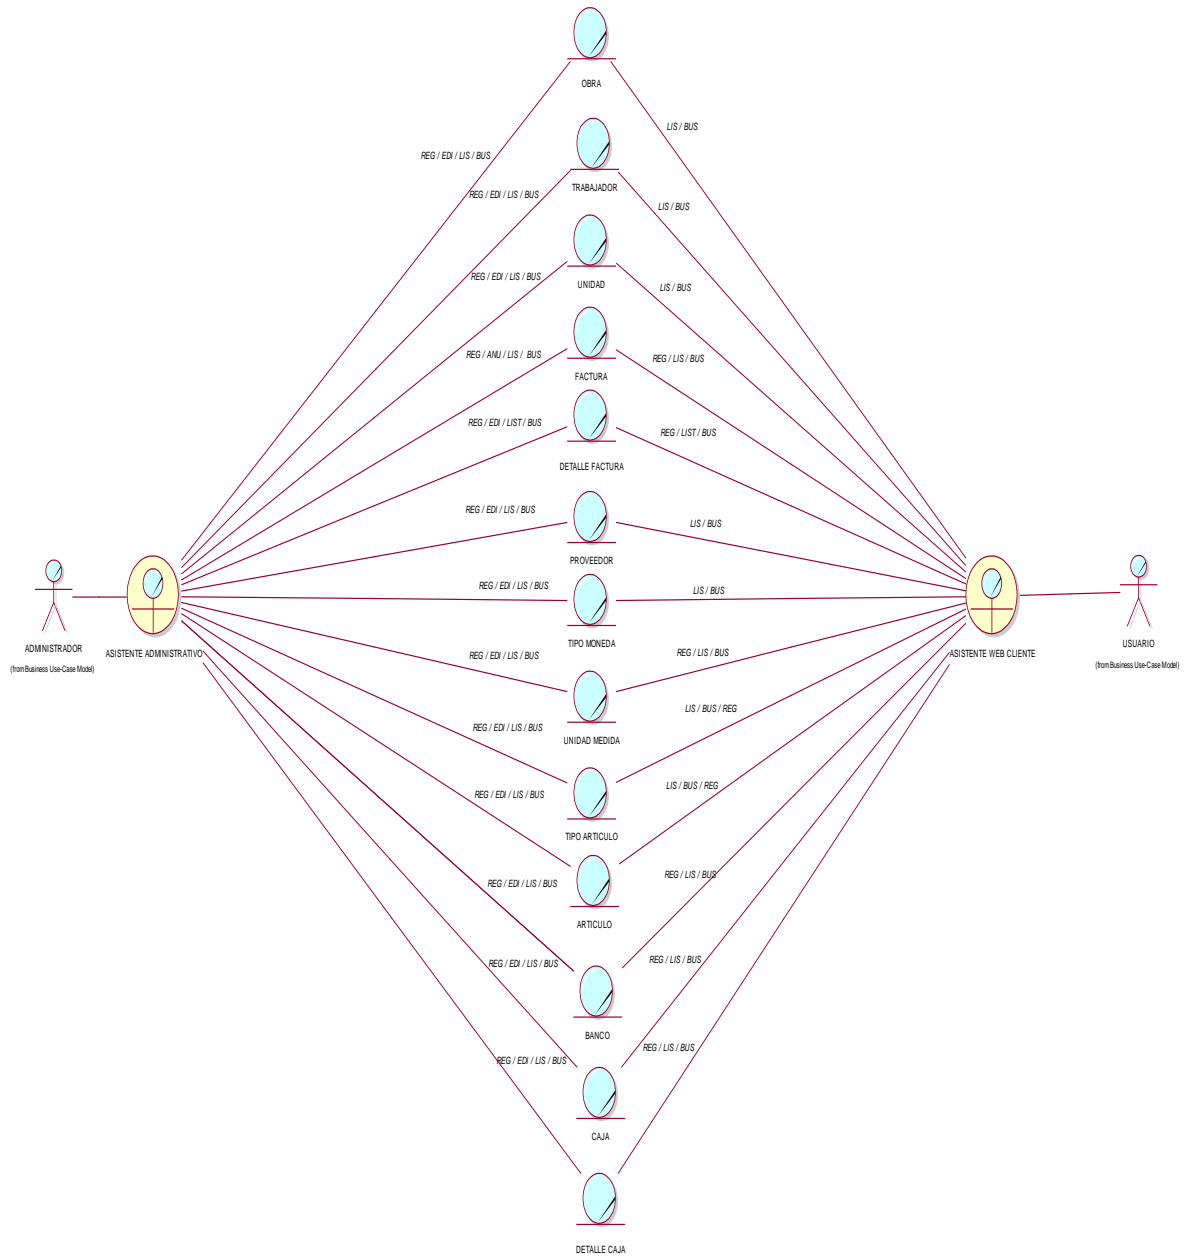 OBRA
LIS / BUS
REG / EDI / LIS / BUS
TRABAJADOR
REG / EDI / LIS / BUS
LIS / BUS
REG / EDI / LIS / BUS
UNIDAD
LIS / BUS
REG / ANU / LIS / BUS
REG / LIS / BUS
FACTURA
REG / EDI / LIST / BUS
REG / LIST / BUS
DETALLE FACTURA
REG / EDI / LIS / BUS
LIS / BUS
PROVEEDOR
REG / EDI / LIS / BUS
LIS / BUS
TIPO MONEDA
ADMINISTRADOR
(from Business Use-Case Model)
ASISTENTE ADMINISTRATIVO
ASISTENTE WEB CLIENTE
USUARIO
(from Business Use-Case Model)
REG / EDI / LIS / BUS
REG / LIS / BUS
UNIDAD MEDIDA
REG / EDI / LIS / BUS
LIS / BUS / REG
TIPO ARTICULO
REG / EDI / LIS / BUS
LIS / BUS / REG
ARTICULO
REG / EDI / LIS / BUS
REG / LIS / BUS
BANCO
REG / EDI / LIS / BUS
REG / LIS / BUS
CAJA
REG / EDI / LIS / BUS
REG / LIS / BUS
DETALLE CAJA